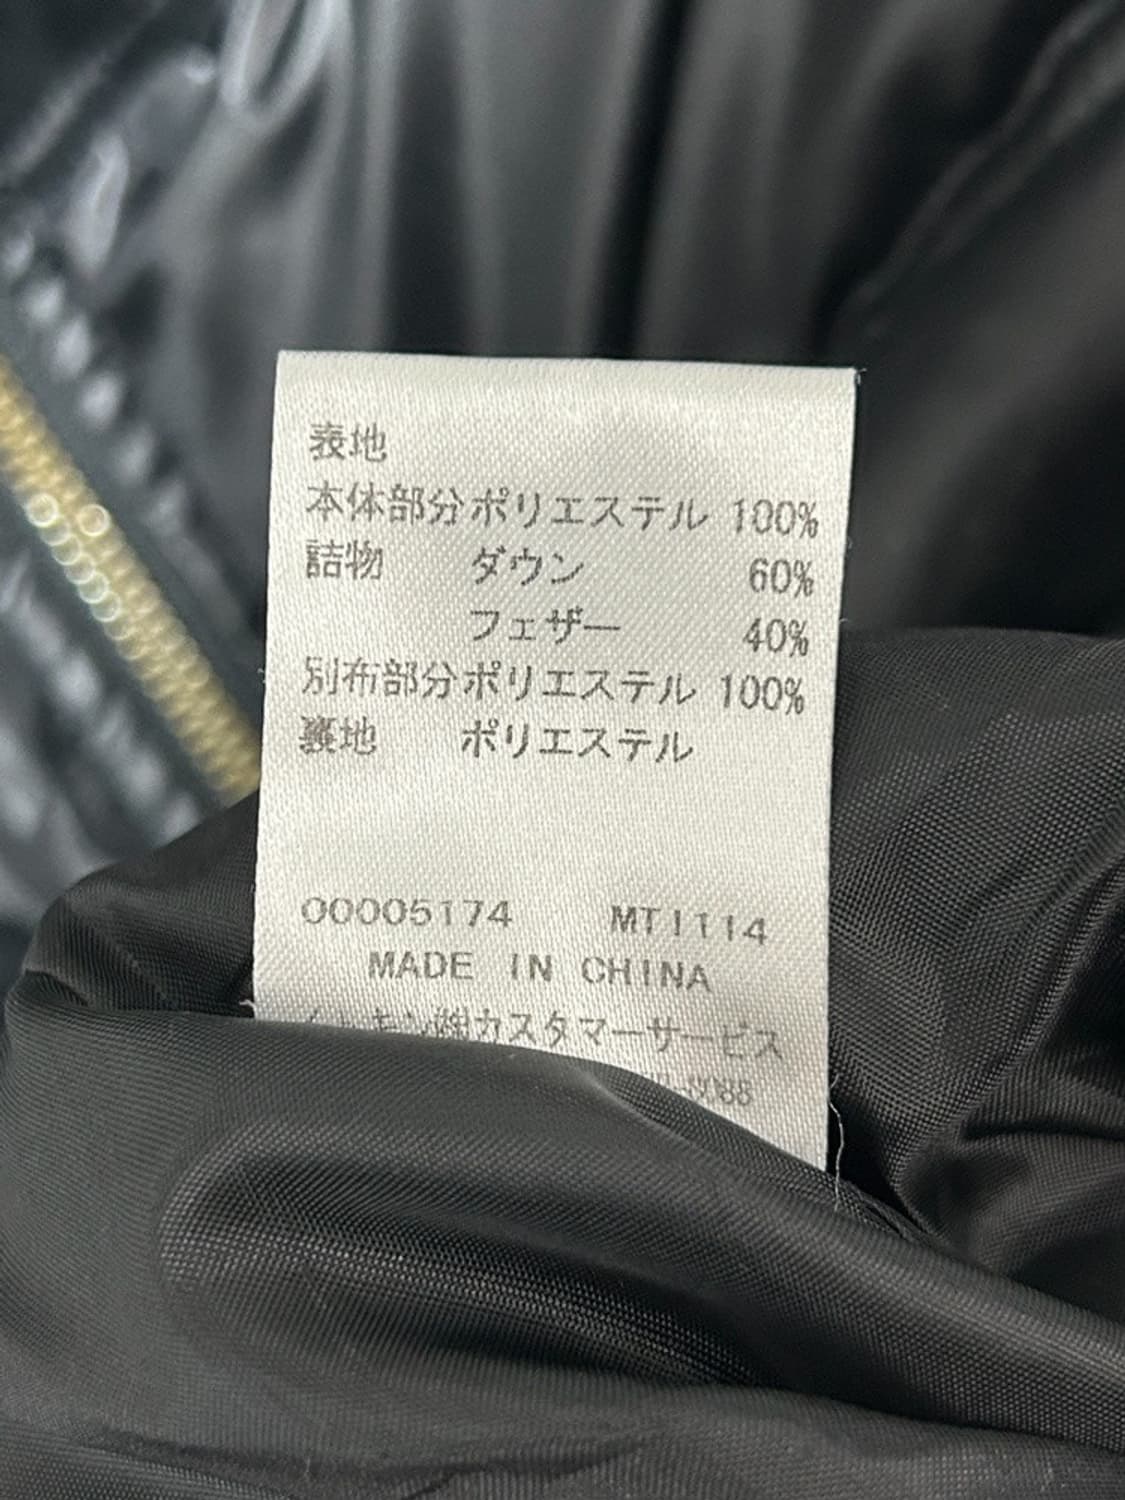 表地
本体部分 ポリエステル 100%
詰物 ダウン 60%
フェザー 40%
別布部分 ポリエステル 100%
裏地 ポリエステル
00005174 MT1114
MADE IN CHINA
㈱カスタマーサービス